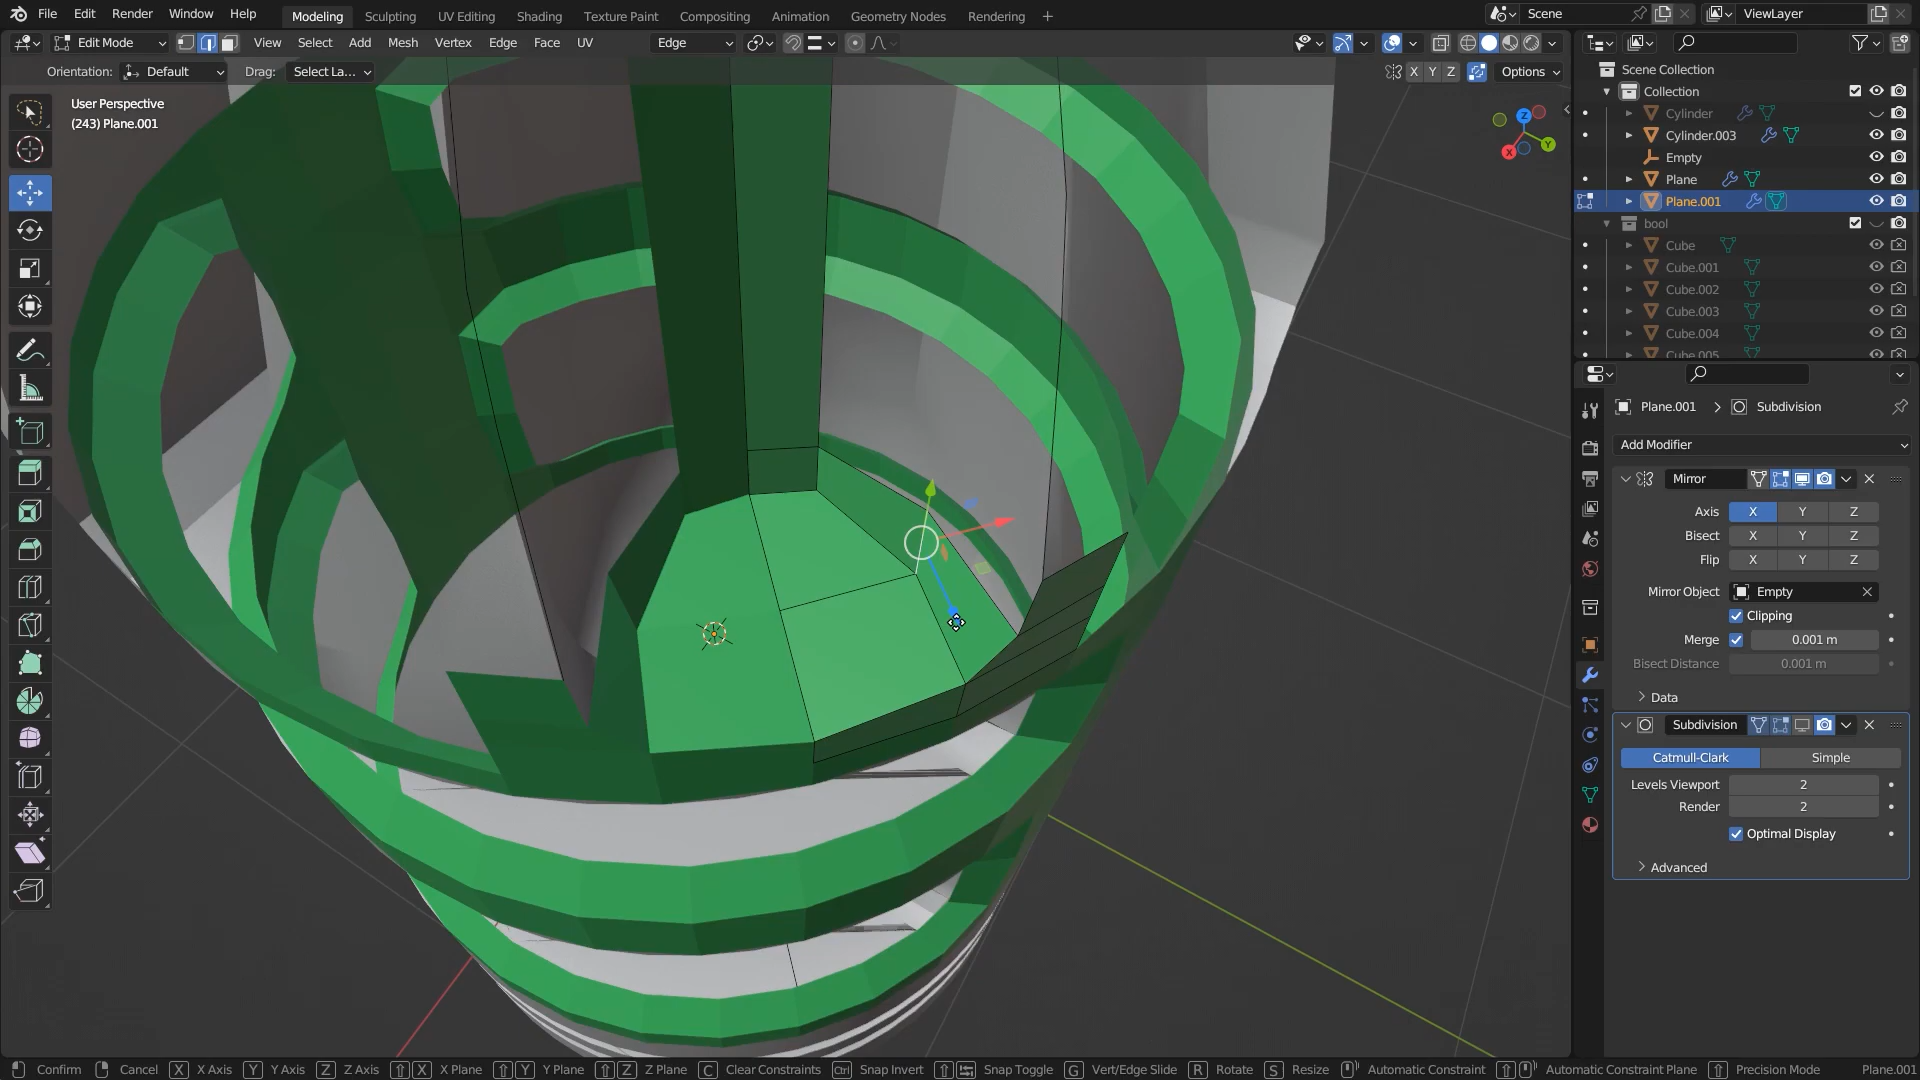 File Edit Render Window Help Modeling Sculpting UV Editing Shading Texture Paint Compositing Animation Geometry Nodes Rendering + Scene ViewLayer
Edit Mode View Select Add Mesh Vertex Edge Face UV Edge
Orientation: Default Drag: Select La... X Y Z Options
User Perspective
(243) Plane.001
Z
Y
X
Scene Collection
Collection
Cylinder
Cylinder.003
Empty
Plane
Plane.001
bool
Cube
Cube.001
Cube.002
Cube.003
Cube.004
Cube.005
Plane.001 > Subdivision
Add Modifier
Mirror
Axis X Y Z
Bisect X Y Z
Flip X Y Z
Mirror Object Empty
Clipping
Merge 0.001 m
Bisect Distance 0.001 m
Data
Subdivision
Catmull-Clark Simple
Levels Viewport 2
Render 2
Optimal Display
Advanced
Confirm Cancel X X Axis Y Y Axis Z Z Axis X X Plane Y Y Plane Z Z Plane C Clear Constraints Ctrl Snap Invert Snap Toggle G Vert/Edge Slide R Rotate S Resize Automatic Constraint Automatic Constraint Plane Precision Mode Plane.001